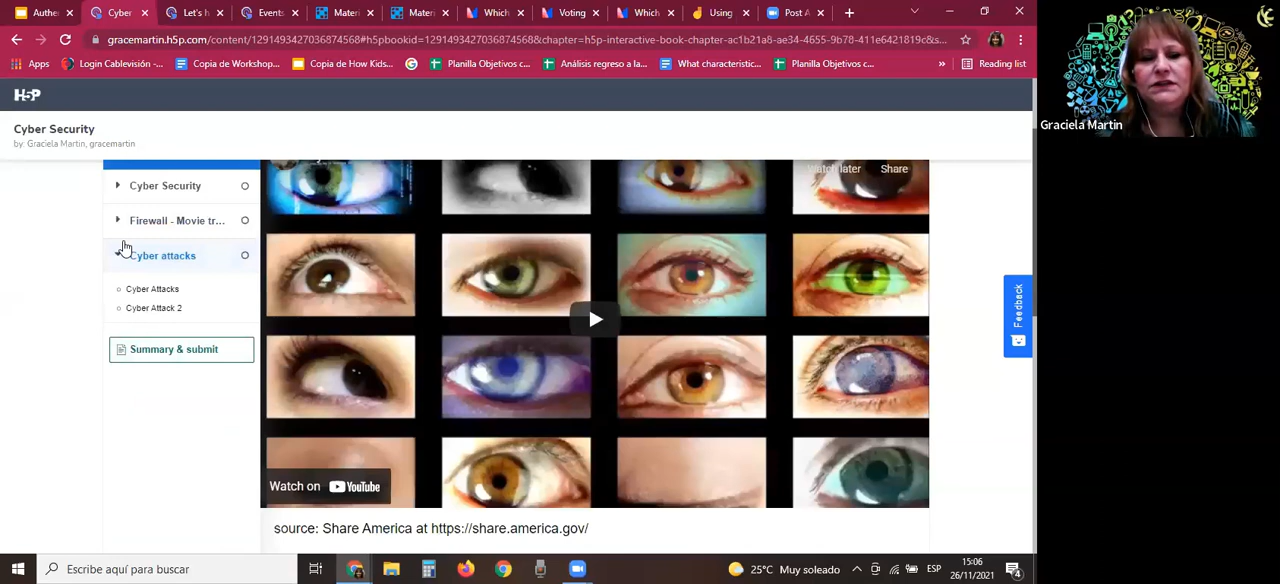 Authe
Cyber
Let's h
Events
Materi
Materi
Which
Voting
Which
Using
Post A
gracemartin.h5p.com/content/1291493427036874568#h5pbookid=1291493427036874568&chapter=h5p-interactive-book-chapter-ac1b21a8-ae34-4655-9b78-411e6421819c&s...
Apps
Login Cablevisión -...
Copia de Workshop...
Copia de How Kids...
Planilla Objetivos c...
Análisis regreso a la...
What characteristic...
Planilla Objetivos c...
»
Reading list
H5P
Cyber Security
by: Graciela Martin, gracemartin
Cyber Security
Firewall - Movie tr...
Cyber attacks
Cyber Attacks
Cyber Attack 2
Summary & submit
Watch later
Share
Watch on YouTube
source: Share America at https://share.america.gov/
Feedback
Graciela Martin
Escribe aquí para buscar
25°C Muy soleado
ESP
15:06
26/11/2021
4